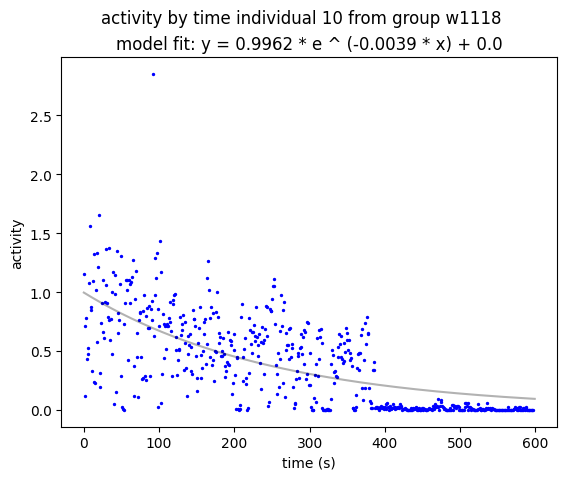 activity by time individual 10 from group w1118
model fit: y = 0.9962 * e ^ (-0.0039 * x) + 0.0
2.5
2.0
1.5
1.0
0.5
0.0
activity
0 100 200 300 400 500 600
time (s)